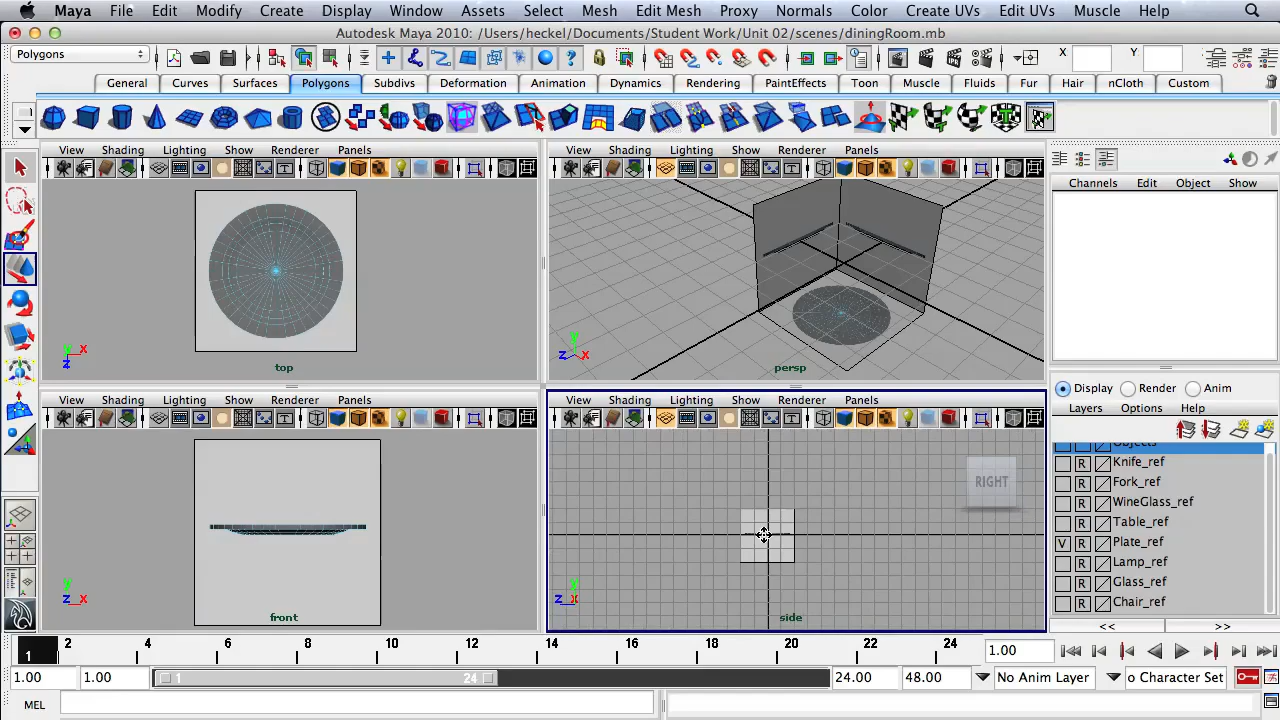 Maya File Edit Modify Create Display Window Assets Select Mesh Edit Mesh Proxy Normals Color Create UVs Edit UVs Muscle Help
Autodesk Maya 2010: /Users/heckel/Documents/Student Work/Unit 02/scenes/diningRoom.mb
Polygons X Y
General Curves Surfaces Polygons Subdivs Deformation Animation Dynamics Rendering PaintEffects Toon Muscle Fluids Fur Hair nCloth Custom
View Shading Lighting Show Renderer Panels
View Shading Lighting Show Renderer Panels
Channels Edit Object Show
y x z
top
y z x
persp
Display Render Anim
Layers Options Help
View Shading Lighting Show Renderer Panels
View Shading Lighting Show Renderer Panels
Objects
R Knife_ref
R Fork_ref
R WineGlass_ref
R Table_ref
V R Plate_ref
R Lamp_ref
R Glass_ref
R Chair_ref
RIGHT
y z x
front
y z x
side
<< >>
1 2 4 6 8 10 12 14 16 18 20 22 24 1.00
1.00 1.00 1 24 24.00 48.00 No Anim Layer o Character Set
MEL